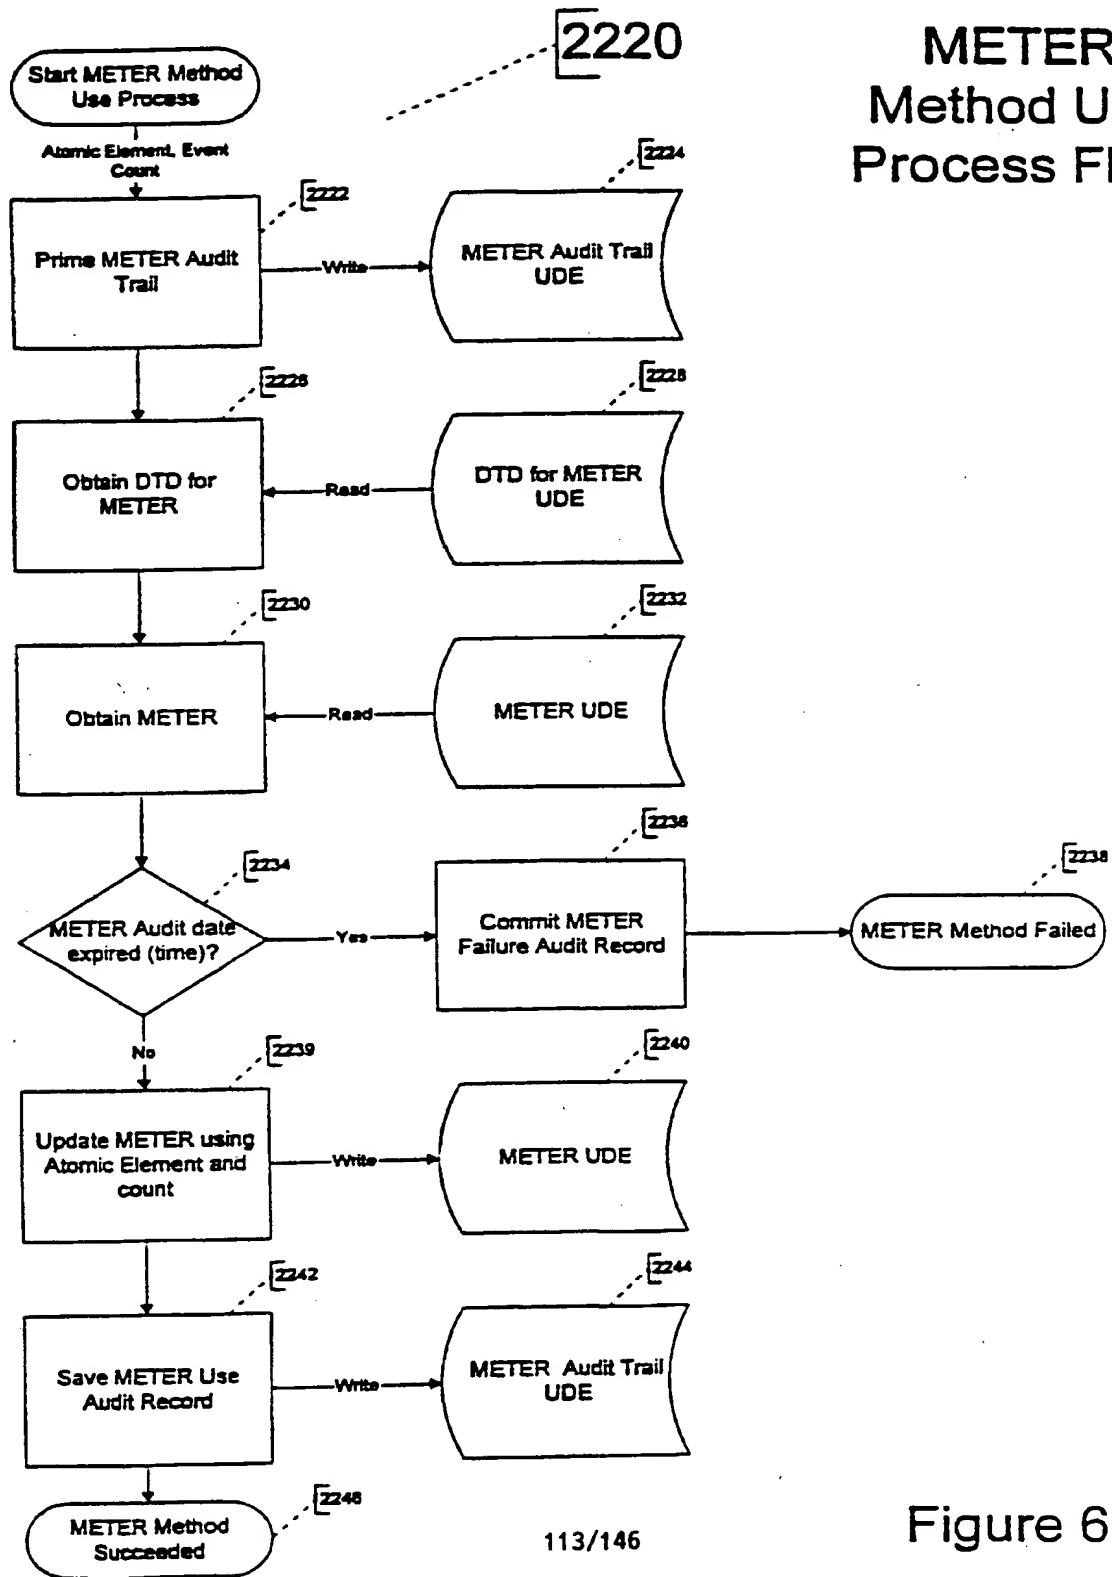 2220
METER
Method U
Process Fl
Start METER Method
Use Process
Atomic Element, Event
Count
2222
2224
Prime METER Audit
Trail
Write
METER Audit Trail
UDE
2226
2228
Obtain DTD for
METER
Read
DTD for METER
UDE
2230
2232
Obtain METER
Read
METER UDE
2234
2236
2238
METER Audit date
expired (time)?
Yes
Commit METER
Failure Audit Record
METER Method Failed
No
2239
2240
Update METER using
Atomic Element and
count
Write
METER UDE
2242
2244
Save METER Use
Audit Record
Write
METER Audit Trail
UDE
2246
METER Method
Succeeded
113/146
Figure 6